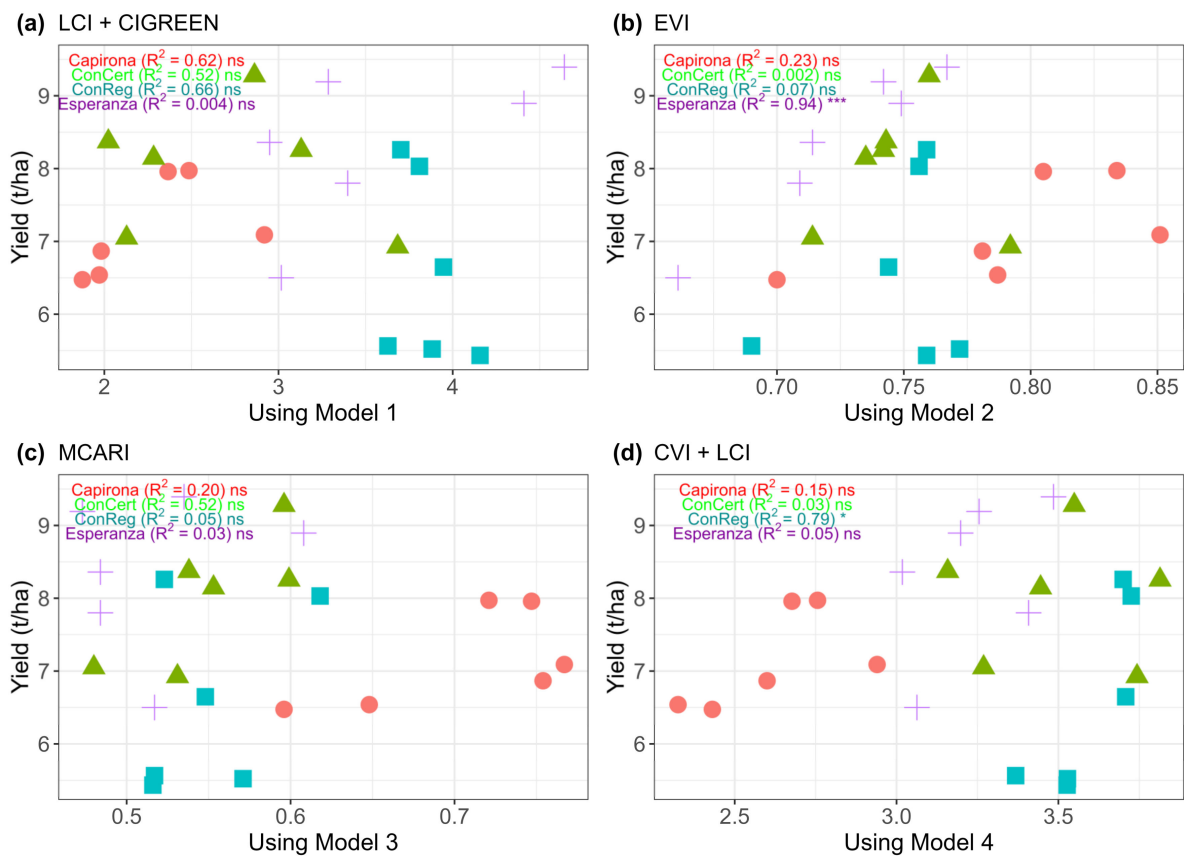 (a) LCI + CIGREEN
Capirona (R² = 0.62) ns
ConCert (R² = 0.52) ns
ConReg (R² = 0.66) ns
Esperanza (R² = 0.004) ns
9
8
7
6
Yield (t/ha)
2 3 4
Using Model 1
(b) EVI
Capirona (R² = 0.23) ns
ConCert (R² = 0.002) ns
ConReg (R² = 0.07) ns
Esperanza (R² = 0.94) ***
9
8
7
6
Yield (t/ha)
0.70 0.75 0.80 0.85
Using Model 2
(c) MCARI
Capirona (R² = 0.20) ns
ConCert (R² = 0.52) ns
ConReg (R² = 0.05) ns
Esperanza (R² = 0.03) ns
9
8
7
6
Yield (t/ha)
0.5 0.6 0.7
Using Model 3
(d) CVI + LCI
Capirona (R² = 0.15) ns
ConCert (R² = 0.03) ns
ConReg (R² = 0.79) *
Esperanza (R² = 0.05) ns
9
8
7
6
Yield (t/ha)
2.5 3.0 3.5
Using Model 4